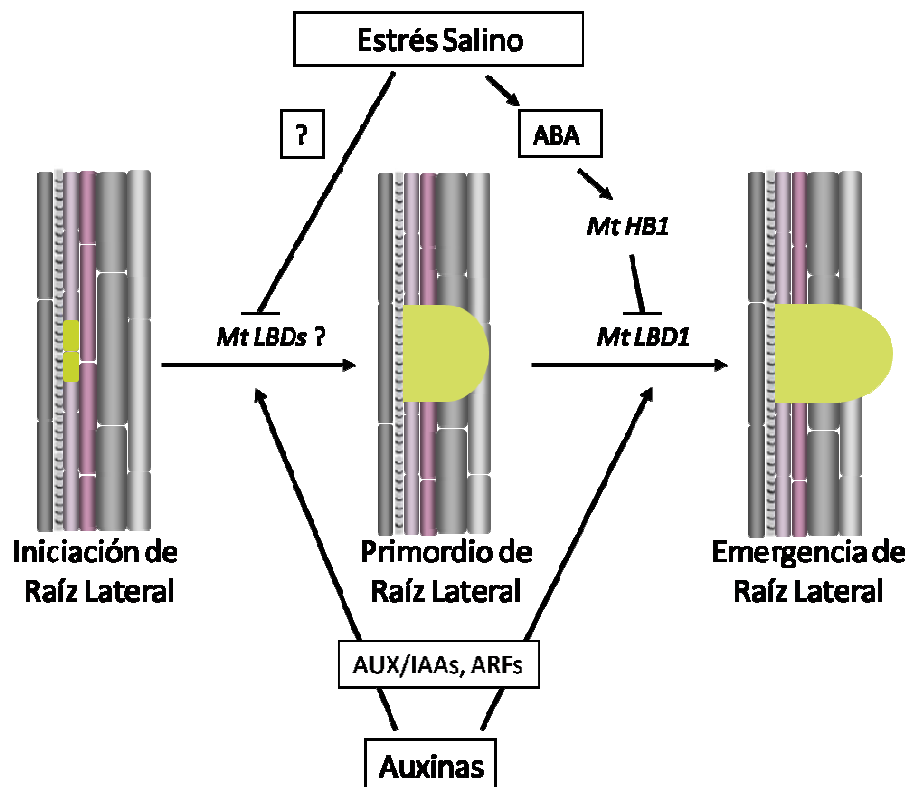 Estrés Salino
?
ABA
Mt HB1
Mt LBDs ?
Mt LBD1
Iniciación de
Raíz Lateral
Primordio de
Raíz Lateral
Emergencia de
Raíz Lateral
AUX/IAAs, ARFs
Auxinas